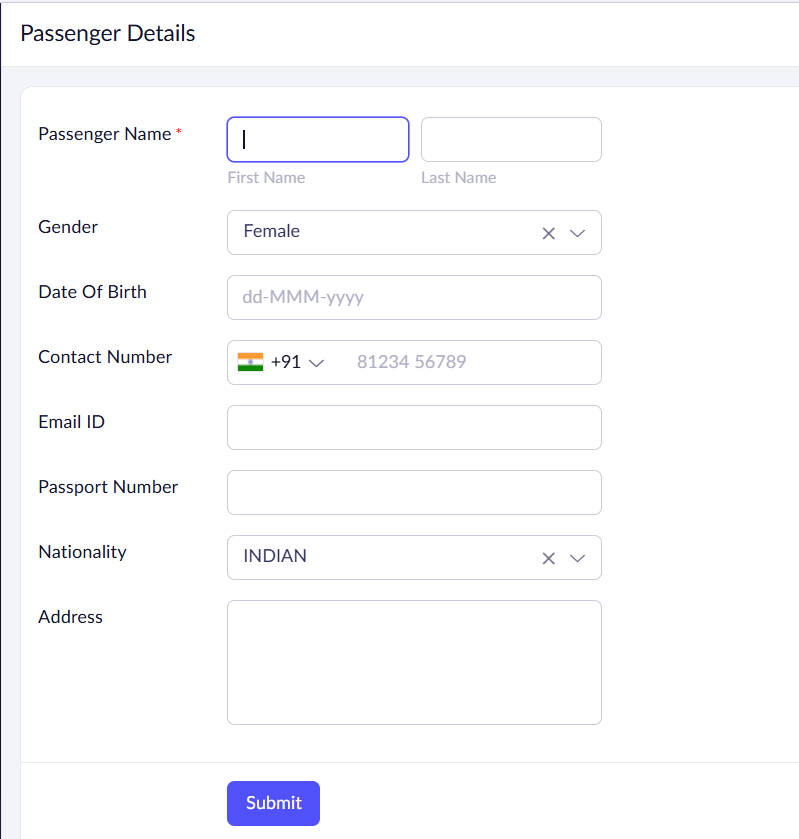 Passenger Details
Passenger Name *
First Name
Last Name
Gender
Female
Date Of Birth
dd-MMM-yyyy
Contact Number
+91
81234 56789
Email ID
Passport Number
Nationality
INDIAN
Address
Submit